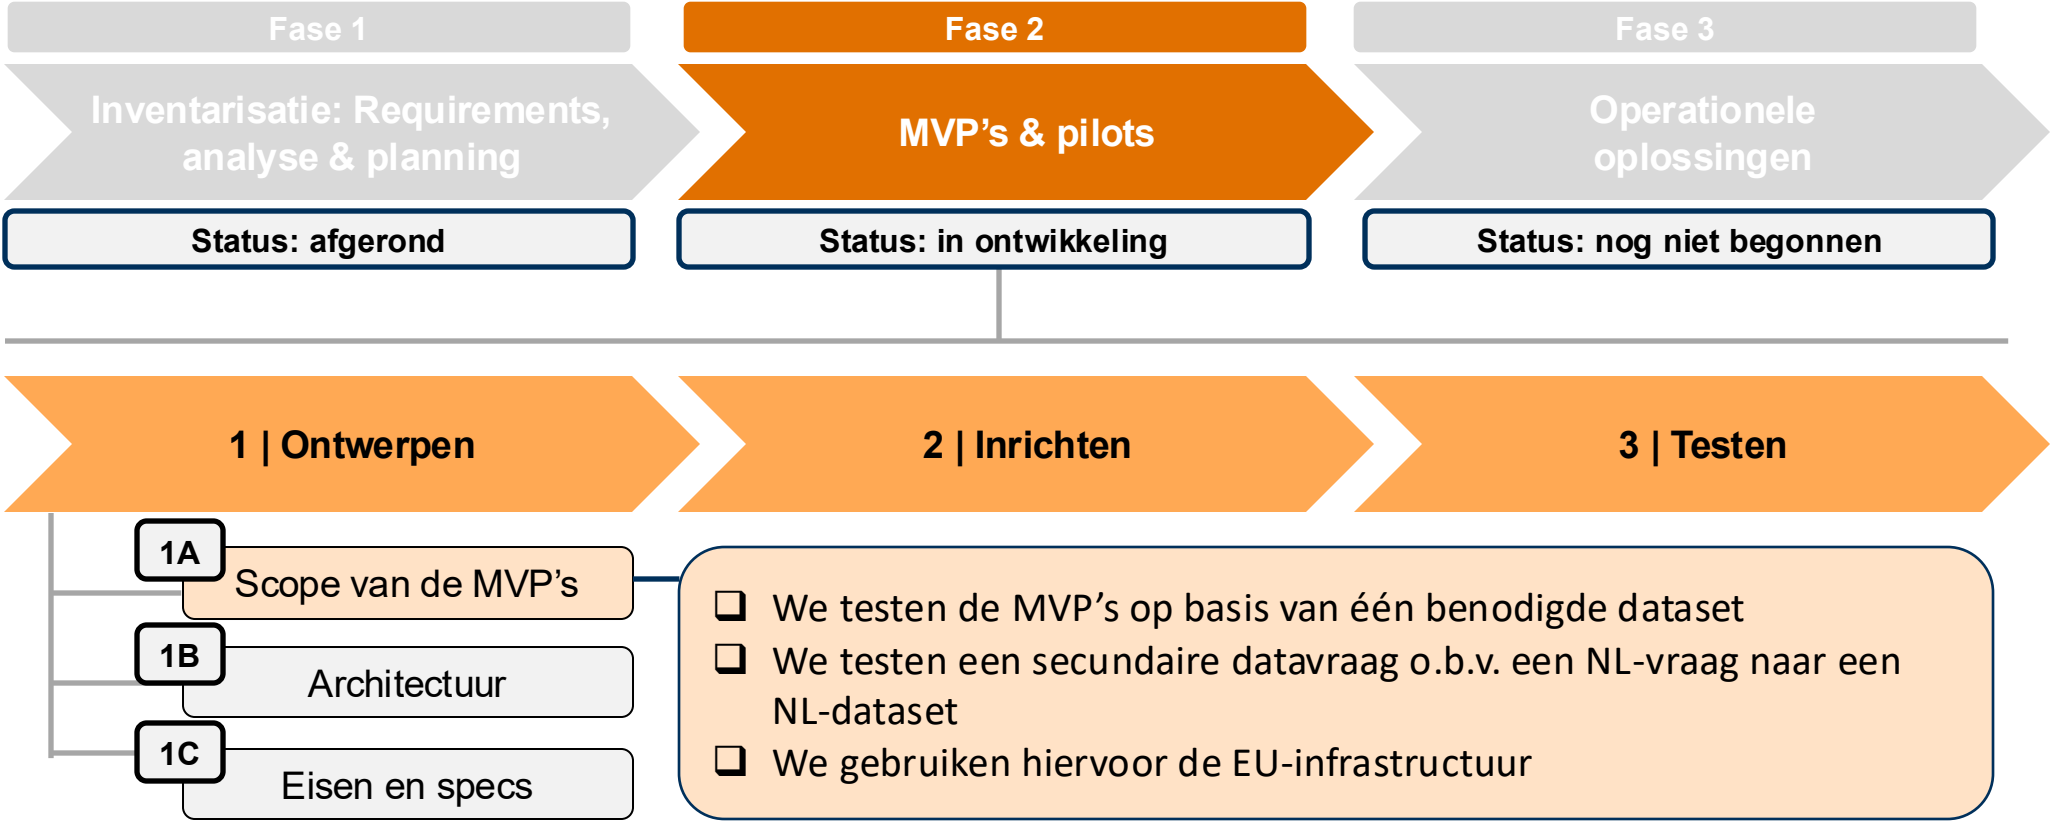 Fase 1
Fase 2
Fase 3
Inventarisatie: Requirements,
analyse & planning
MVP’s & pilots
Operationele
oplossingen
Status: afgerond
Status: in ontwikkeling
Status: nog niet begonnen
1 | Ontwerpen
2 | Inrichten
3 | Testen
1A
Scope van de MVP’s
1B
Architectuur
1C
Eisen en specs
❑ We testen de MVP’s op basis van één benodigde dataset
❑ We testen een secundaire datavraag o.b.v. een NL-vraag naar een
NL-dataset
❑ We gebruiken hiervoor de EU-infrastructuur